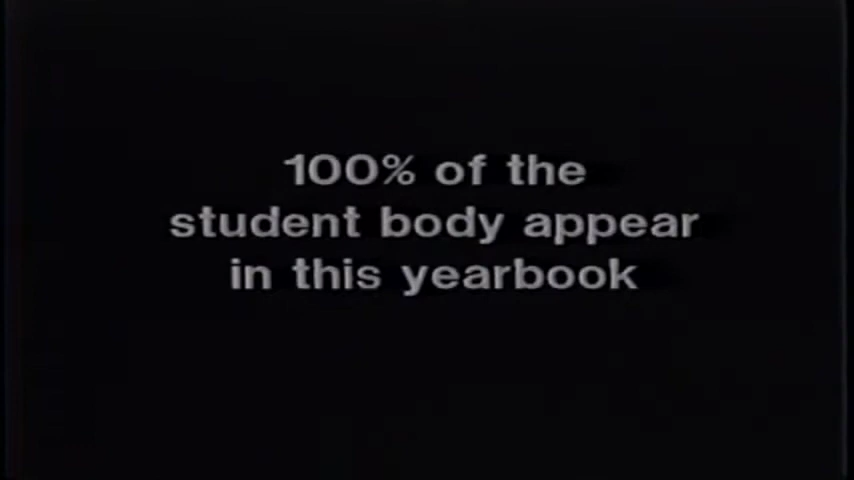 100% of the
student body appear
in this yearbook